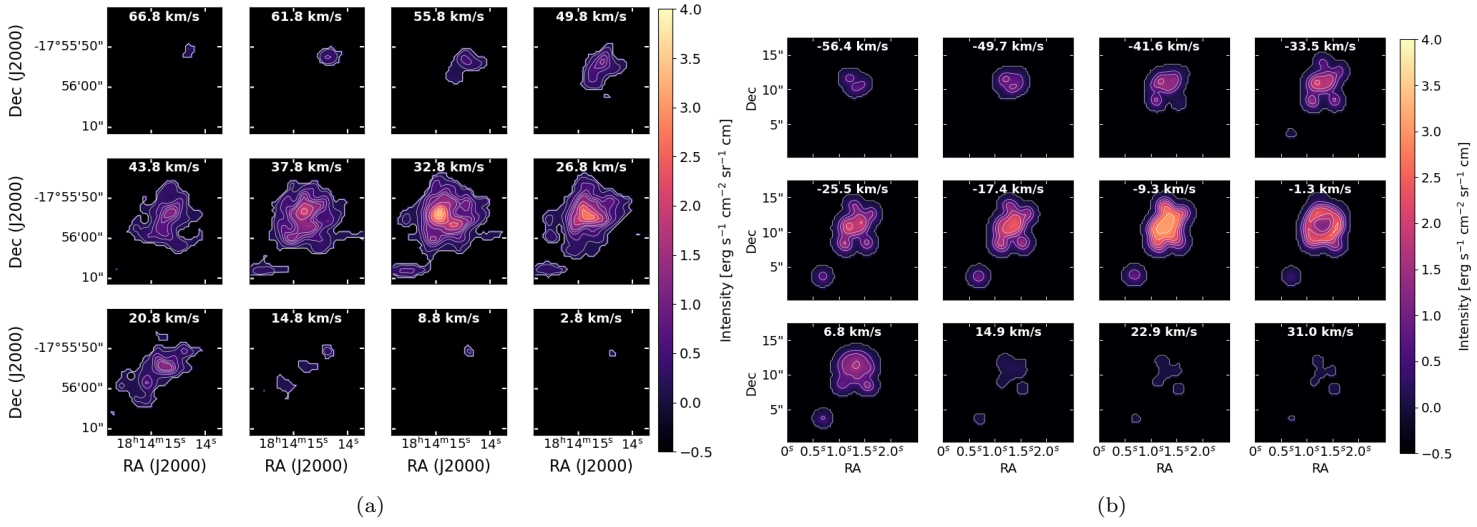 66.8 km/s 61.8 km/s 55.8 km/s 49.8 km/s
Dec (J2000)
-17°55'50"
56'00"
10"
43.8 km/s 37.8 km/s 32.8 km/s 26.8 km/s
Dec (J2000)
-17°55'50"
56'00"
10"
20.8 km/s 14.8 km/s 8.8 km/s 2.8 km/s
Dec (J2000)
-17°55'50"
56'00"
10"
18ʰ14ᵐ15ˢ 14ˢ 18ʰ14ᵐ15ˢ 14ˢ 18ʰ14ᵐ15ˢ 14ˢ 18ʰ14ᵐ15ˢ 14ˢ
RA (J2000) RA (J2000) RA (J2000) RA (J2000)
4.0
3.5
3.0
2.5
2.0
1.5
1.0
0.5
0.0
−0.5
Intensity [erg s⁻¹ cm⁻² sr⁻¹ cm]
(a)
-56.4 km/s -49.7 km/s -41.6 km/s -33.5 km/s
Dec
15"
10"
5"
-25.5 km/s -17.4 km/s -9.3 km/s -1.3 km/s
Dec
15"
10"
5"
6.8 km/s 14.9 km/s 22.9 km/s 31.0 km/s
Dec
15"
10"
5"
0ˢ 0.5ˢ1.0ˢ1.5ˢ2.0ˢ 0ˢ 0.5ˢ1.0ˢ1.5ˢ2.0ˢ 0ˢ 0.5ˢ1.0ˢ1.5ˢ2.0ˢ 0ˢ 0.5ˢ1.0ˢ1.5ˢ2.0ˢ
RA RA RA RA
4.0
3.5
3.0
2.5
2.0
1.5
1.0
0.5
0.0
−0.5
Intensity [erg s⁻¹ cm⁻² sr⁻¹ cm]
(b)